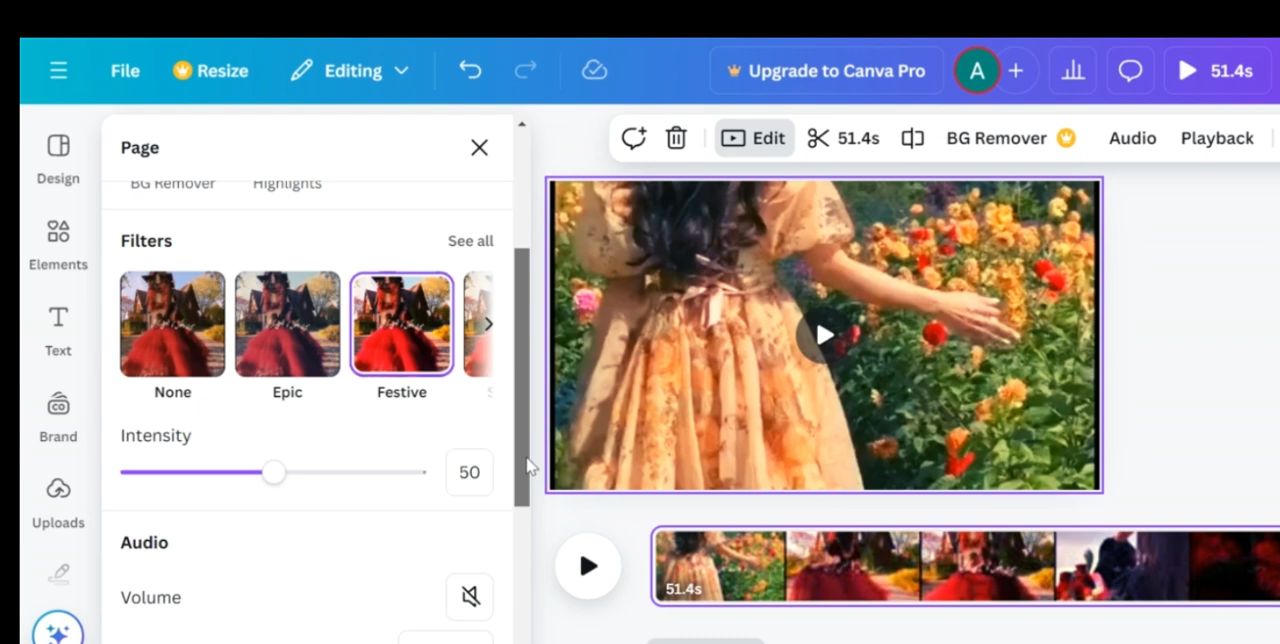 File Resize Editing Upgrade to Canva Pro A 51.4s
Page Edit 51.4s BG Remover Audio Playback
Design
BG Remover Highlights
Filters See all
Elements
None Epic Festive
Text
Intensity
Brand
50
Uploads
Audio
51.4s
Volume